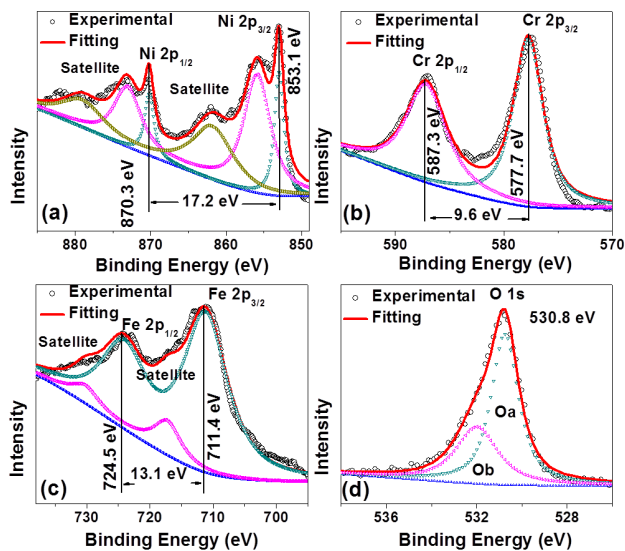 Experimental
Fitting
Ni 2p3/2
Ni 2p1/2
Satellite
Satellite
853.1 eV
870.3 eV
17.2 eV
(a)
Intensity
880 870 860 850
Binding Energy (eV)
Experimental
Fitting
Cr 2p3/2
Cr 2p1/2
587.3 eV
577.7 eV
9.6 eV
(b)
Intensity
590 580 570
Binding Energy (eV)
Experimental
Fitting
Fe 2p3/2
Fe 2p1/2
Satellite
Satellite
724.5 eV
711.4 eV
13.1 eV
(c)
Intensity
730 720 710 700
Binding Energy (eV)
Experimental
Fitting
O 1s
530.8 eV
Oa
Ob
(d)
Intensity
536 532 528
Binding Energy (eV)